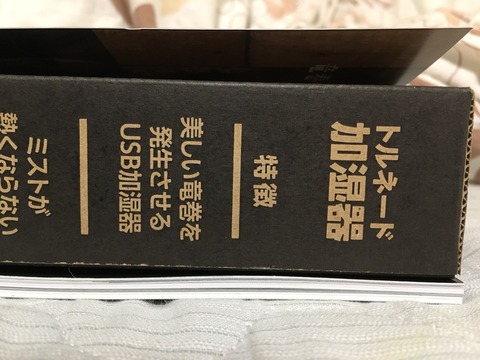 トルネード
加湿器
特徴
美しい竜巻を
発生させる
USB加湿器
ミストが
熱くならない